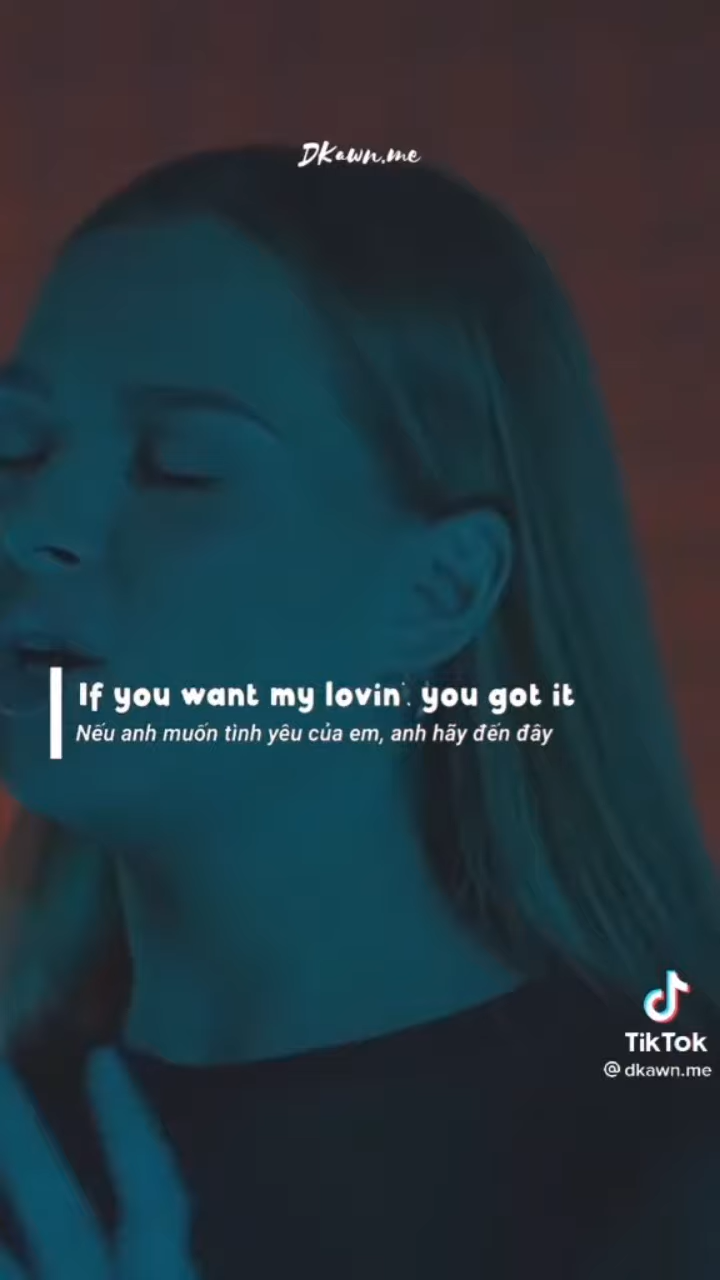 DKawn.me
If you want my lovin', you got it
Nếu anh muốn tình yêu của em, anh hãy đến đây
TikTok
@dkawn.me